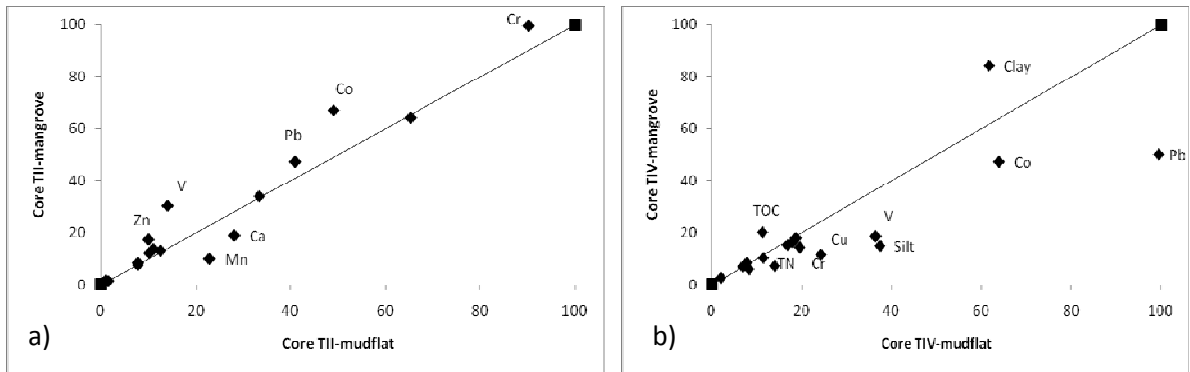 100
80
60
40
20
0
Core TII-mangrove
Cr
Co
Pb
V
Zn
Ca
Mn
0 20 40 60 80 100
Core TII-mudflat
a)
100
80
60
40
20
0
Core TIV-mangrove
Clay
Co
Pb
TOC
V
Cu
Silt
TN
Cr
0 20 40 60 80 100
Core TIV-mudflat
b)